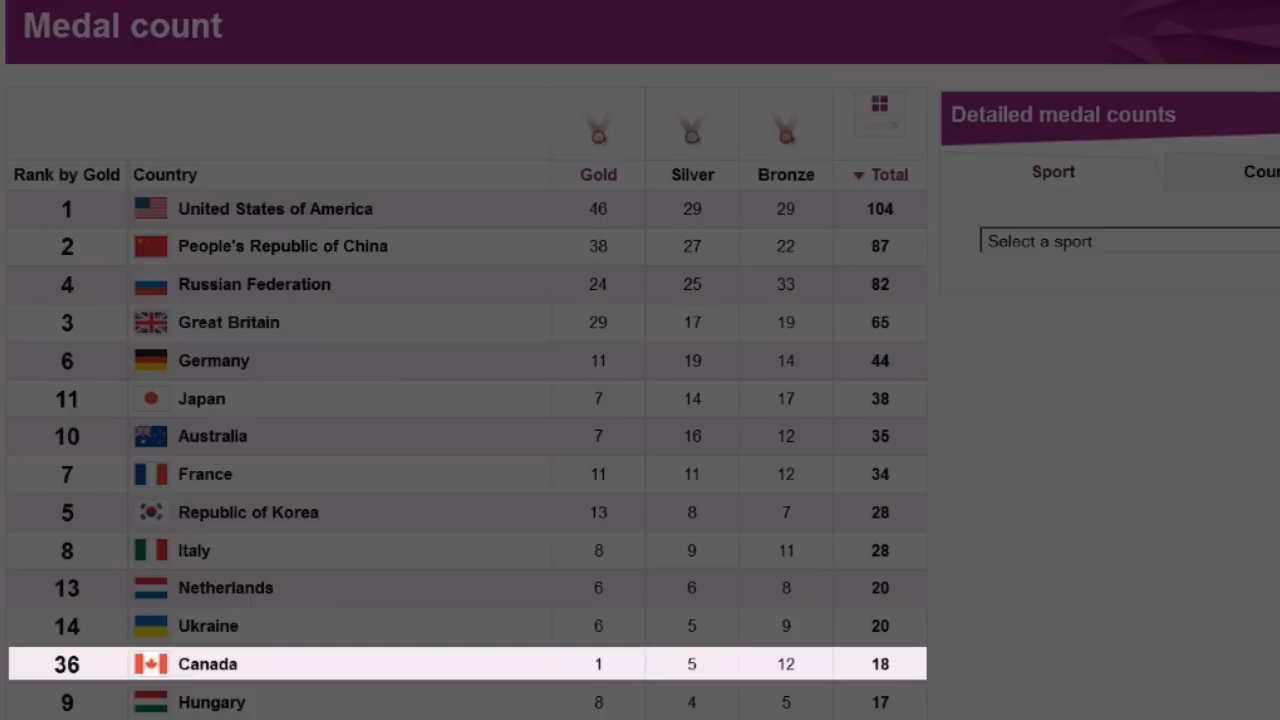 Medal count
Detailed medal counts
Rank by Gold Country Gold Silver Bronze Total
Sport
1 United States of America 46 29 29 104
2 People's Republic of China 38 27 22 87
Select a sport
4 Russian Federation 24 25 33 82
3 Great Britain 29 17 19 65
6 Germany 11 19 14 44
11 Japan 7 14 17 38
10 Australia 7 16 12 35
7 France 11 11 12 34
5 Republic of Korea 13 8 7 28
8 Italy 8 9 11 28
13 Netherlands 6 6 8 20
14 Ukraine 6 5 9 20
36 Canada 1 5 12 18
9 Hungary 8 4 5 17